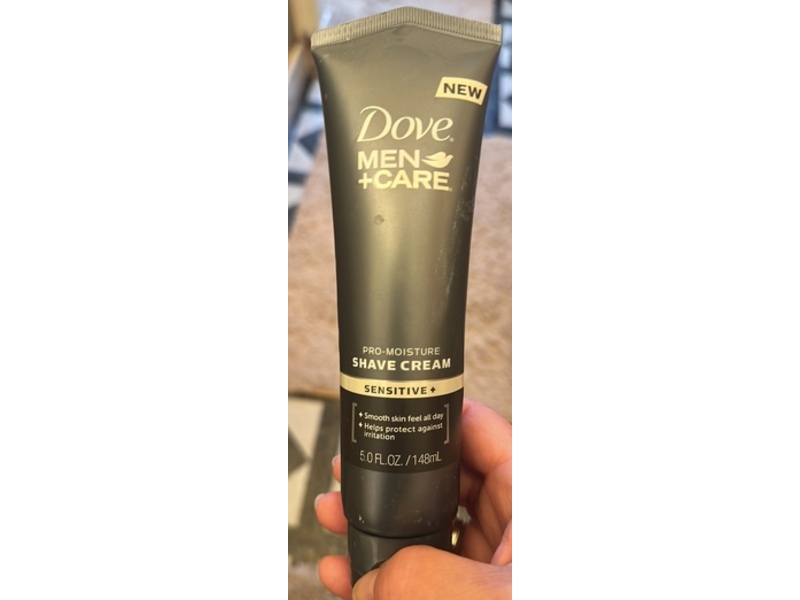 NEW
Dove®
MEN
+CARE®
PRO-MOISTURE
SHAVE CREAM
SENSITIVE +
+ Smooth skin feel all day
+ Helps protect against
irritation
5.0 FL.OZ. / 148mL